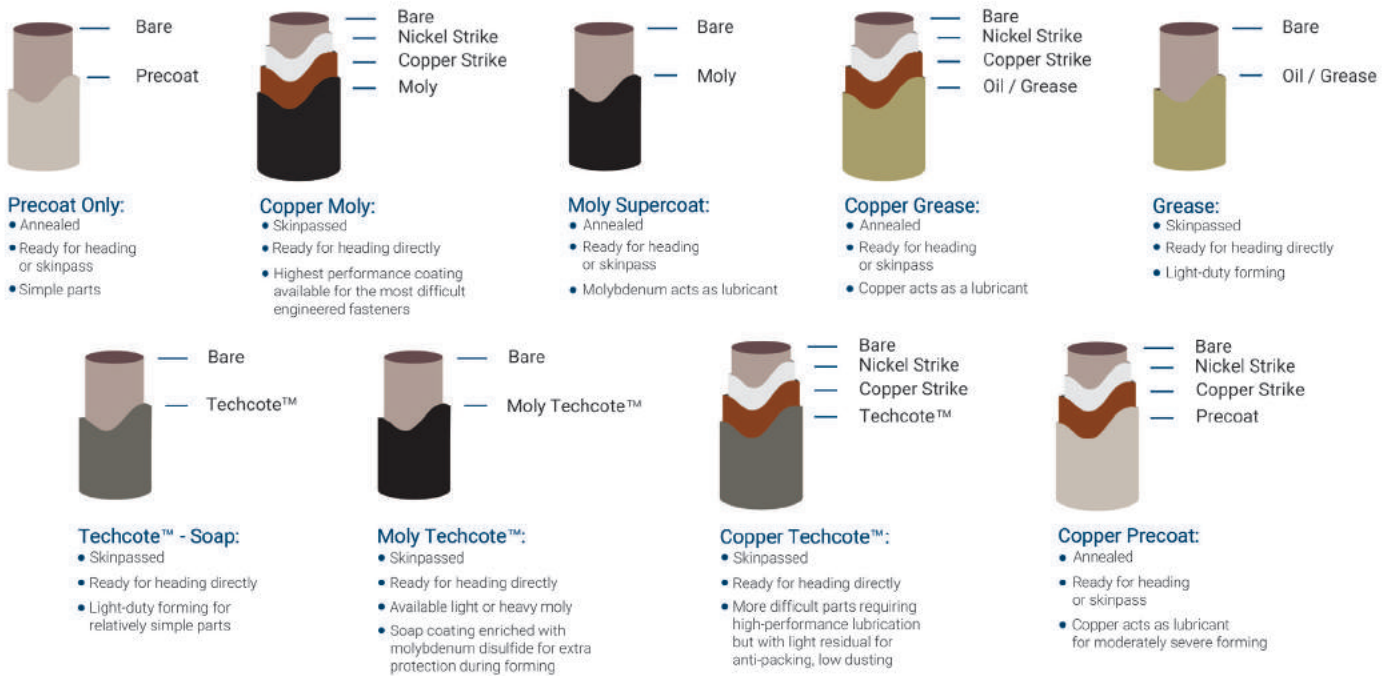 Bare
Precoat
Precoat Only:
• Annealed
• Ready for heading
or skinpass
• Simple parts
Bare
Nickel Strike
Copper Strike
Moly
Copper Moly:
• Skinpassed
• Ready for heading directly
• Highest performance coating
available for the most difficult
engineered fasteners
Bare
Moly
Moly Supercoat:
• Annealed
• Ready for heading
or skinpass
• Molybdenum acts as lubricant
Bare
Nickel Strike
Copper Strike
Oil / Grease
Copper Grease:
• Annealed
• Ready for heading
or skinpass
• Copper acts as a lubricant
Bare
Oil / Grease
Grease:
• Skinpassed
• Ready for heading directly
• Light-duty forming
Bare
Techcote™
Techcote™ - Soap:
• Skinpassed
• Ready for heading directly
• Light-duty forming for
relatively simple parts
Bare
Moly Techcote™
Moly Techcote™:
• Skinpassed
• Ready for heading directly
• Available light or heavy moly
• Soap coating enriched with
molybdenum disulfide for extra
protection during forming
Bare
Nickel Strike
Copper Strike
Techcote™
Copper Techcote™:
• Skinpassed
• Ready for heading directly
• More difficult parts requiring
high-performance lubrication
but with light residual for
anti-packing, low dusting
Bare
Nickel Strike
Copper Strike
Precoat
Copper Precoat:
• Annealed
• Ready for heading
or skinpass
• Copper acts as lubricant
for moderately severe forming